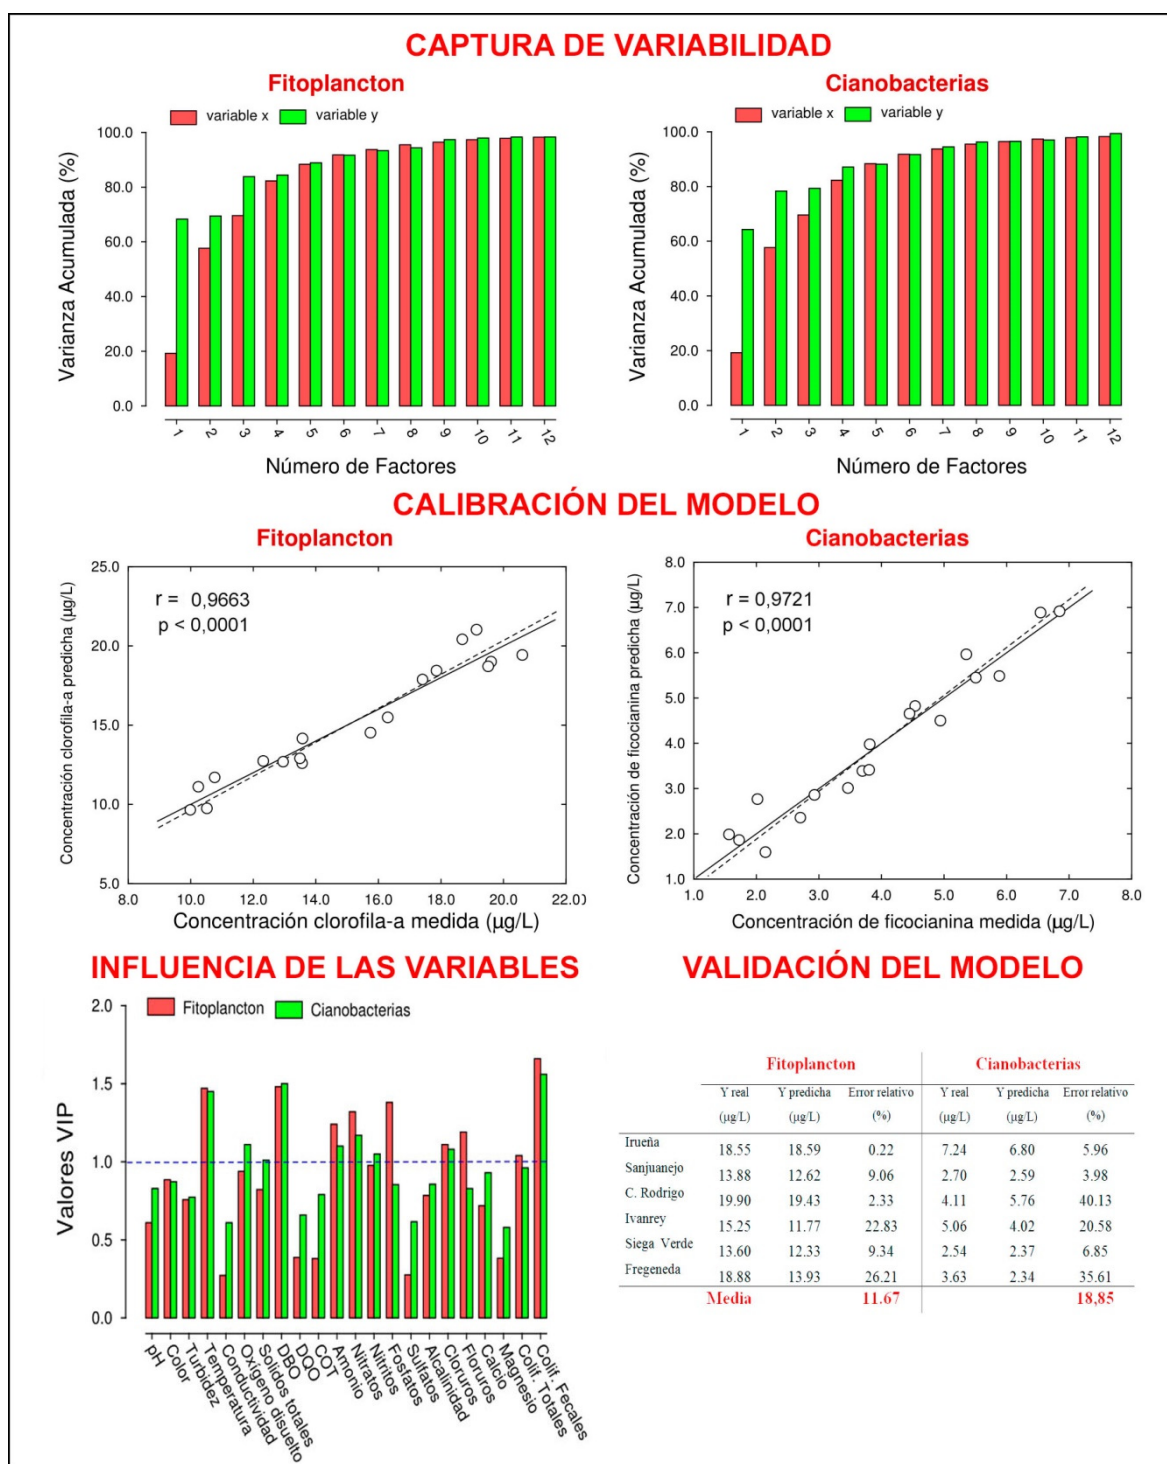 CAPTURA DE VARIABILIDAD
Fitoplancton
variable x variable y
Varianza Acumulada (%)
100.0
80.0
60.0
40.0
20.0
0.0
1 2 3 4 5 6 7 8 9 10 11 12
Número de Factores
Cianobacterias
variable x variable y
Varianza Acumulada (%)
100.0
80.0
60.0
40.0
20.0
0.0
1 2 3 4 5 6 7 8 9 10 11 12
Número de Factores
CALIBRACIÓN DEL MODELO
Fitoplancton
Concentración clorofila-a predicha (µg/L)
25.0
20.0
15.0
10.0
5.0
r = 0,9663
p < 0,0001
8.0 10.0 12.0 14.0 16.0 18.0 20.0 22.0
Concentración clorofila-a medida (µg/L)
Cianobacterias
Concentración de ficocianina predicha (µg/L)
8.0
7.0
6.0
5.0
4.0
3.0
2.0
1.0
r = 0,9721
p < 0,0001
1.0 2.0 3.0 4.0 5.0 6.0 7.0 8.0
Concentración de ficocianina medida (µg/L)
INFLUENCIA DE LAS VARIABLES
Fitoplancton Cianobacterias
Valores VIP
2.0
1.5
1.0
0.5
0.0
pH
Color
Turbidez
Temperatura
Conductividad
Oxígeno disuelto
Solidos totales
DBO
DQO
COT
Amonio
Nitratos
Nitritos
Fosfatos
Sulfatos
Alcalinidad
Cloruros
Floruros
Calcio
Magnesio
Colif. Totales
Colif. Fecales
VALIDACIÓN DEL MODELO
Fitoplancton Cianobacterias
Y real Y predicha Error relativo Y real Y predicha Error relativo
(µg/L) (µg/L) (%) (µg/L) (µg/L) (%)
Irueña 18.55 18.59 0.22 7.24 6.80 5.96
Sanjuanejo 13.88 12.62 9.06 2.70 2.59 3.98
C. Rodrigo 19.90 19.43 2.33 4.11 5.76 40.13
Ivanrey 15.25 11.77 22.83 5.06 4.02 20.58
Siega Verde 13.60 12.33 9.34 2.54 2.37 6.85
Fregeneda 18.88 13.93 26.21 3.63 2.34 35.61
Media 11.67 18,85